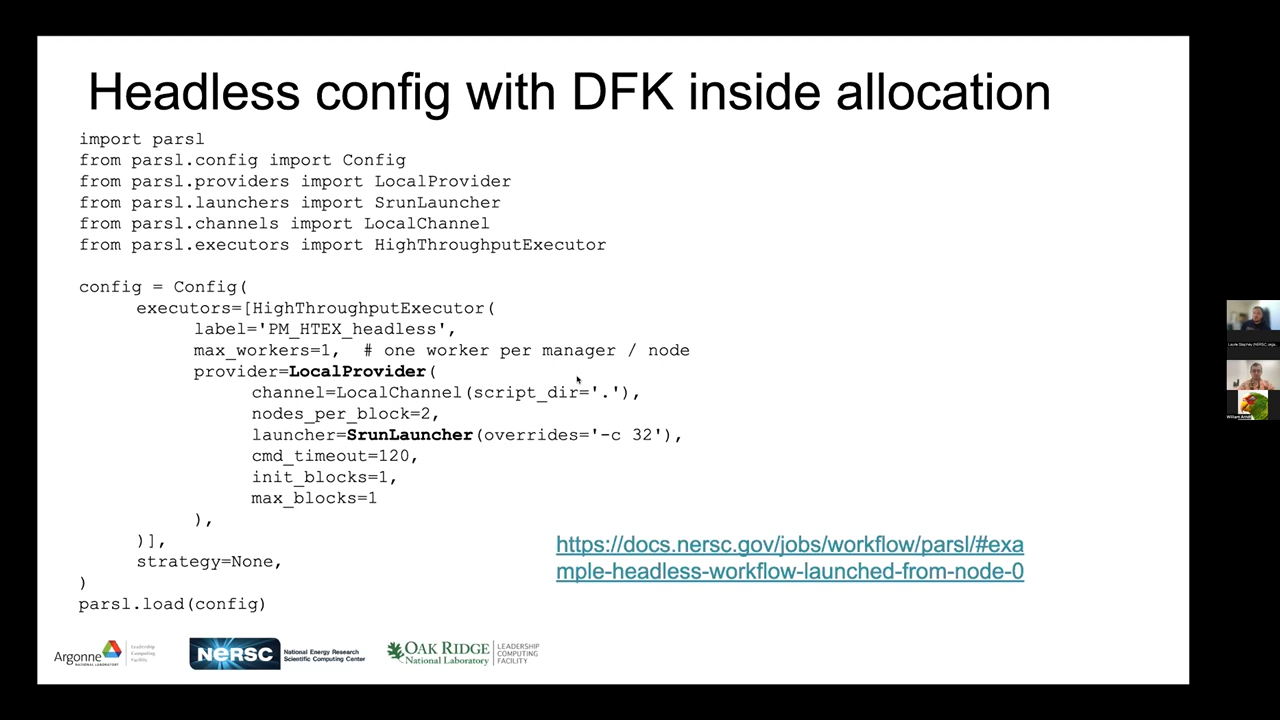 Headless config with DFK inside allocation
import parsl
from parsl.config import Config
from parsl.providers import LocalProvider
from parsl.launchers import SrunLauncher
from parsl.channels import LocalChannel
from parsl.executors import HighThroughputExecutor
config = Config(
executors=[HighThroughputExecutor(
label='PM_HTEX_headless',
max_workers=1,  # one worker per manager / node
provider=LocalProvider(
channel=LocalChannel(script_dir='.'),
nodes_per_block=2,
launcher=SrunLauncher(overrides='-c 32'),
cmd_timeout=120,
init_blocks=1,
max_blocks=1
),
)],
strategy=None,
)
parsl.load(config)
https://docs.nersc.gov/jobs/workflow/parsl/#exa
mple-headless-workflow-launched-from-node-0
Argonne
NATIONAL LABORATORY
Leadership
Computing
Facility
NERSC
National Energy Research
Scientific Computing Center
OAK RIDGE
National Laboratory
LEADERSHIP
COMPUTING
FACILITY